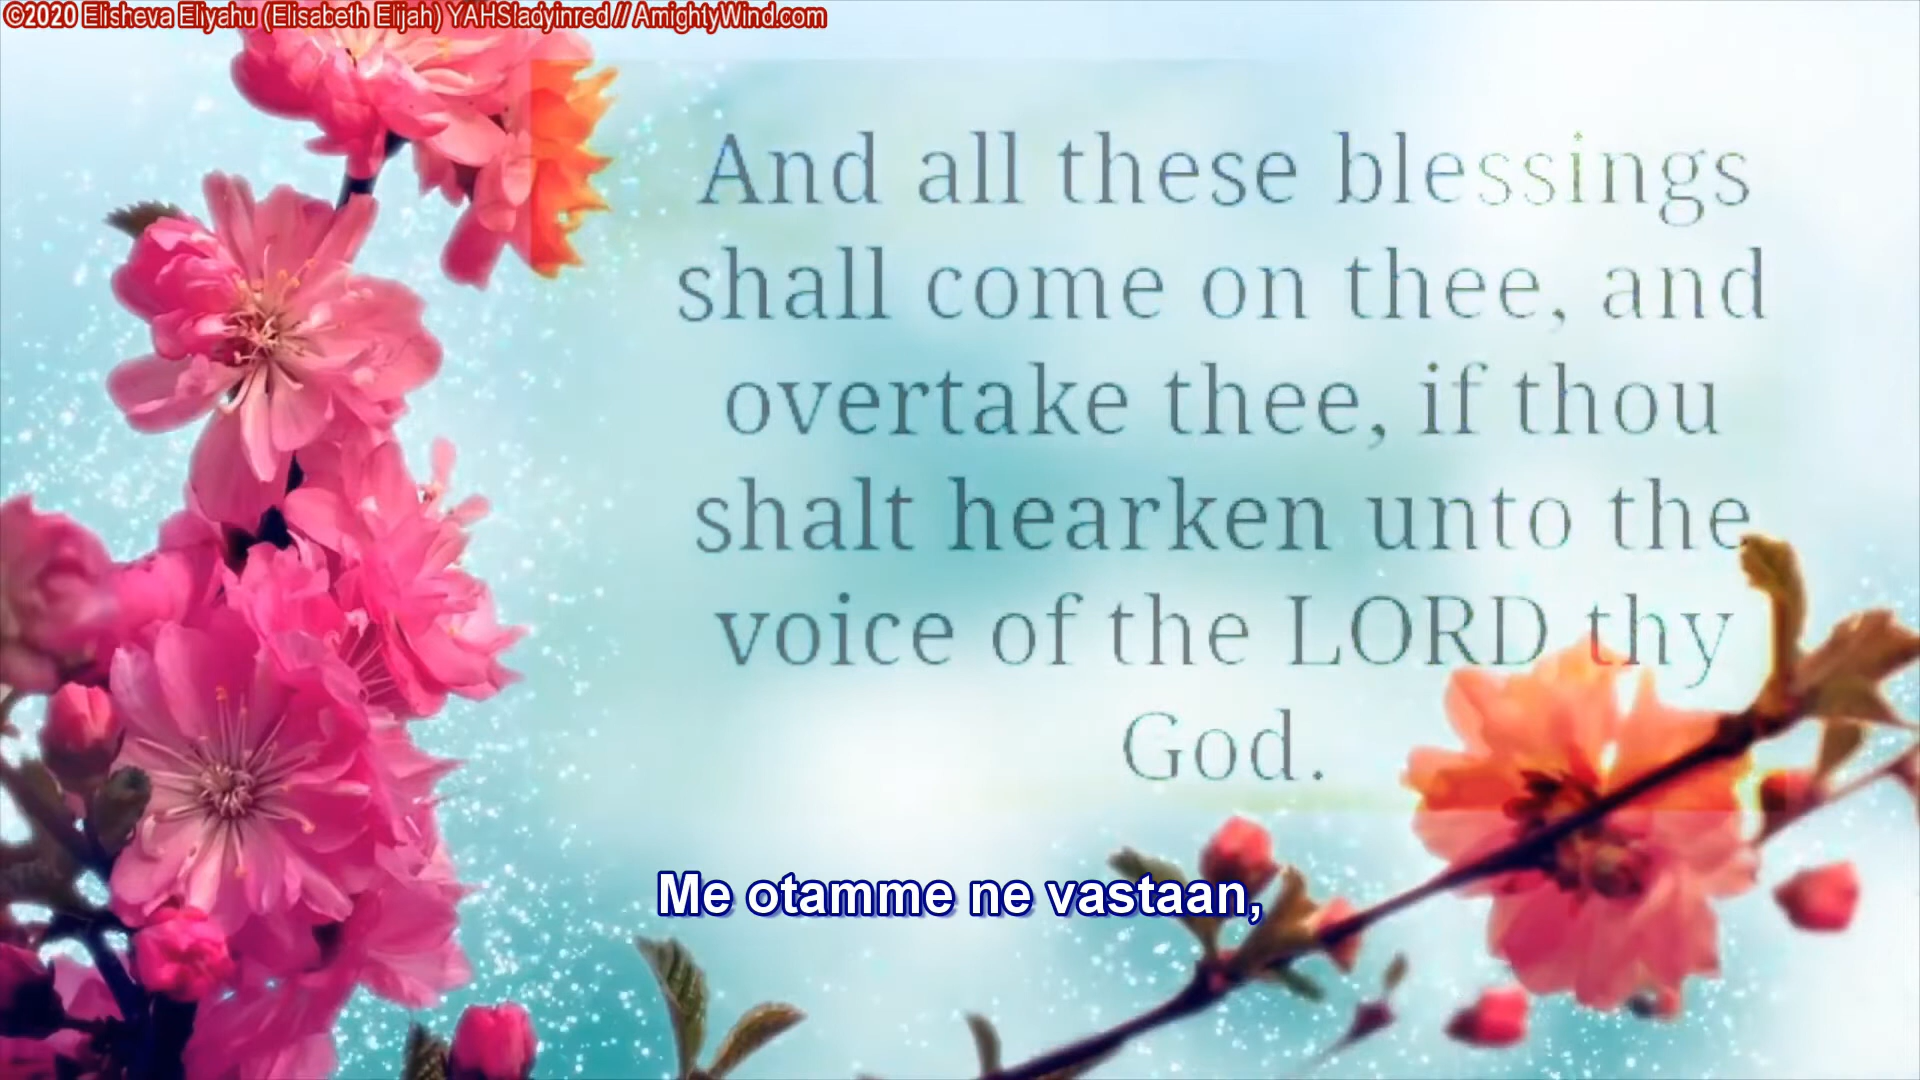 ©2020 Elisheva Eliyahu (Elisabeth Elijah) YAHSladyinred // AmightyWind.com
And all these blessings
shall come on thee, and
overtake thee, if thou
shalt hearken unto the
voice of the LORD thy
God.
Me otamme ne vastaan,